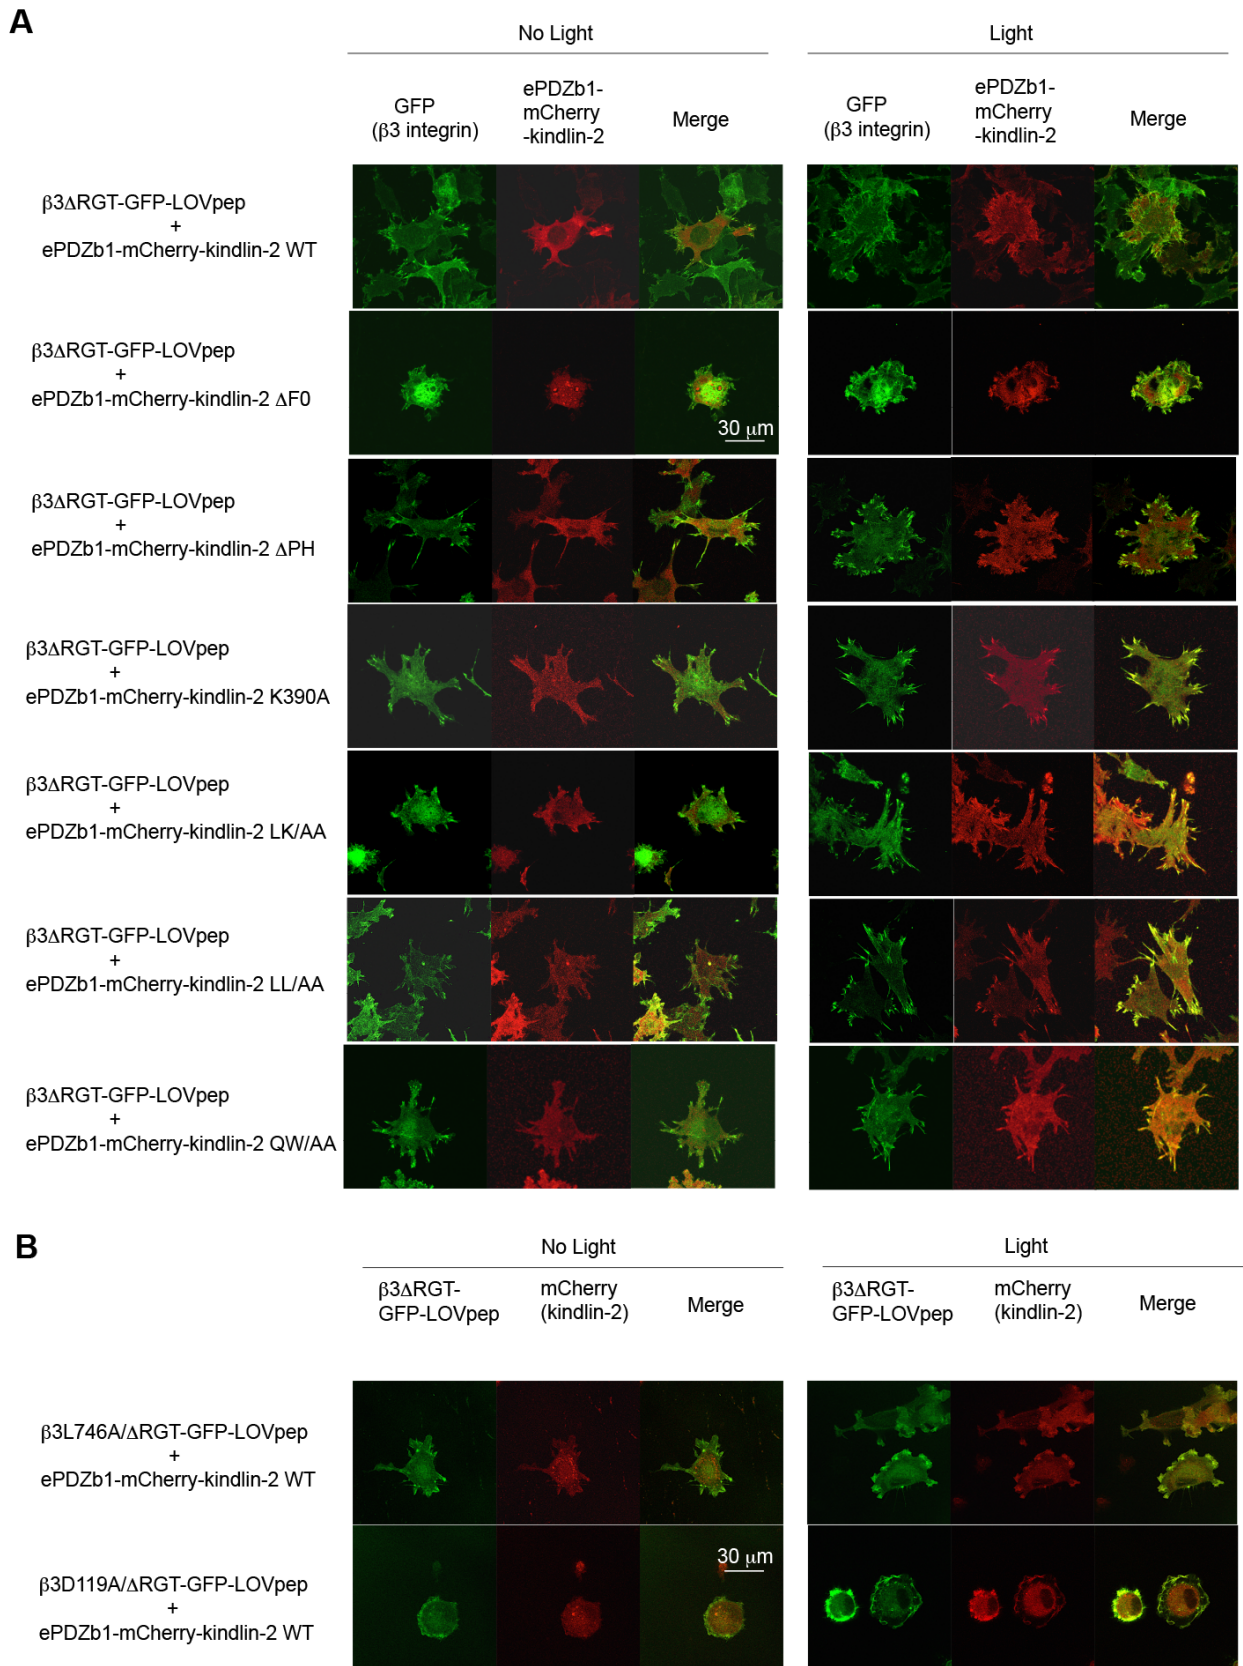 A
No Light
Light
GFP
(β3 integrin)
ePDZb1-
mCherry
-kindlin-2
Merge
GFP
(β3 integrin)
ePDZb1-
mCherry
-kindlin-2
Merge
β3ΔRGT-GFP-LOVpep
+
ePDZb1-mCherry-kindlin-2 WT
β3ΔRGT-GFP-LOVpep
+
ePDZb1-mCherry-kindlin-2 ΔF0
30 μm
β3ΔRGT-GFP-LOVpep
+
ePDZb1-mCherry-kindlin-2 ΔPH
β3ΔRGT-GFP-LOVpep
+
ePDZb1-mCherry-kindlin-2 K390A
β3ΔRGT-GFP-LOVpep
+
ePDZb1-mCherry-kindlin-2 LK/AA
β3ΔRGT-GFP-LOVpep
+
ePDZb1-mCherry-kindlin-2 LL/AA
β3ΔRGT-GFP-LOVpep
+
ePDZb1-mCherry-kindlin-2 QW/AA
B
No Light
Light
β3ΔRGT-
GFP-LOVpep
mCherry
(kindlin-2)
Merge
β3ΔRGT-
GFP-LOVpep
mCherry
(kindlin-2)
Merge
β3L746A/ΔRGT-GFP-LOVpep
+
ePDZb1-mCherry-kindlin-2 WT
30 μm
β3D119A/ΔRGT-GFP-LOVpep
+
ePDZb1-mCherry-kindlin-2 WT